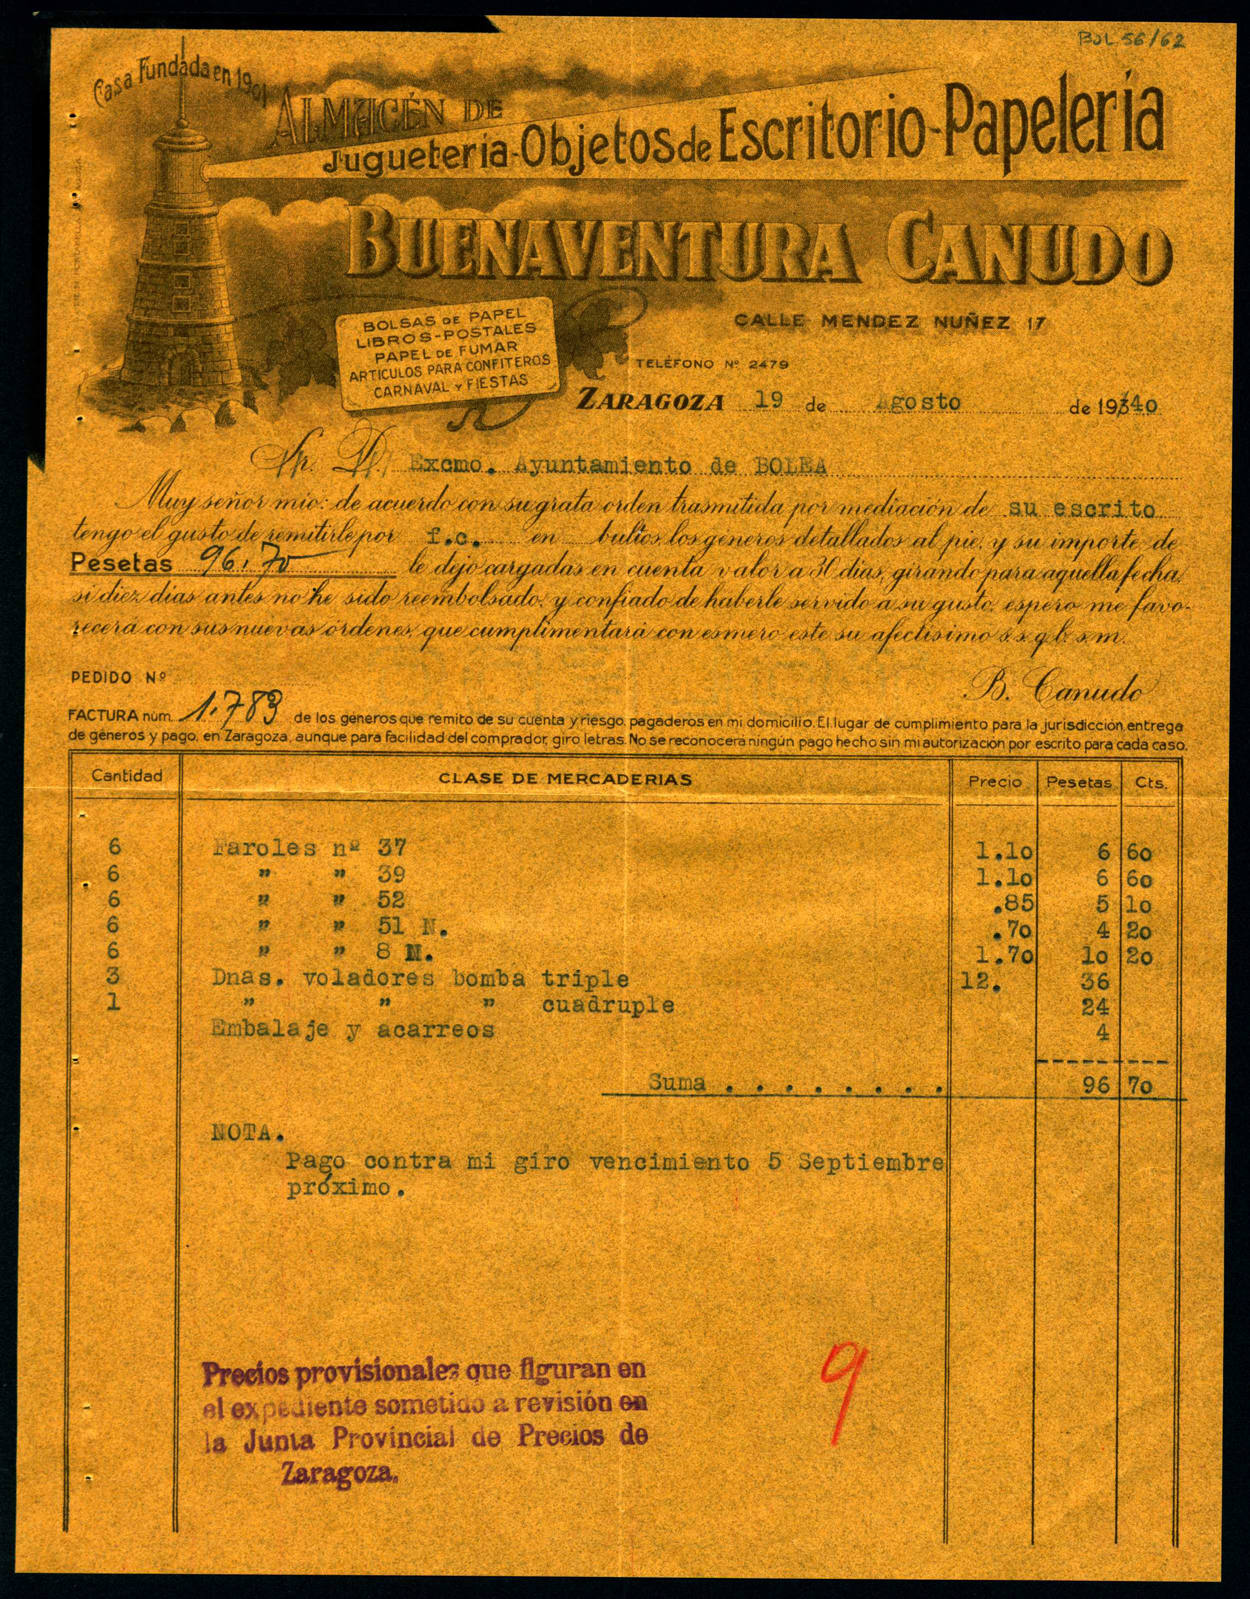 BOL 56/62
Casa Fundada en 1901
ALMACÉN DE
Juguetería-Objetos de Escritorio-Papelería
BUENAVENTURA CANUDO
CALLE MENDEZ NUÑEZ 17
BOLSAS DE PAPEL
LIBROS-POSTALES
PAPEL DE FUMAR
ARTICULOS PARA CONFITEROS
CARNAVAL Y FIESTAS
TELÉFONO Nº 2479
ZARAGOZA 19 de Agosto de 19340
Sr. D. Excmo. Ayuntamiento de BOLEA
Muy señor mío: de acuerdo con su grata orden trasmitida por mediación de su escrito
tengo el gusto de remitirle por f.c. en bultos los géneros detallados al pie, y su importe de
Pesetas 96.70 le dejo cargadas en cuenta valor a 30 días, girando para aquella fecha,
si diez días antes no he sido reembolsado, y confiado de haberle servido a su gusto, espero me favo-
recerá con sus nuevas órdenes, que cumplimentará con esmero este su afectísimo s.s.q.b.s.m.
PEDIDO Nº
B. Canudo
FACTURA núm. 1.783 de los géneros que remito de su cuenta y riesgo, pagaderos en mi domicilio. El lugar de cumplimiento para la jurisdicción, entrega
de géneros y pago, en Zaragoza, aunque para facilidad del comprador, giro letras. No se reconocerá ningún pago hecho sin mi autorización por escrito para cada caso.
Cantidad CLASE DE MERCADERIAS Precio Pesetas Cts.
6 Faroles nº 37 1.10 6 60
6 " " 39 1.10 6 60
6 " " 52 .85 5 10
6 " " 51 N. .70 4 20
6 " " 8 N. 1.70 10 20
3 Dnas. voladores bomba triple 12. 36
1 " " " cuadruple 24
Embalaje y acarreos 4
Suma . . . . . . . . 96 70
NOTA.
Pago contra mi giro vencimiento 5 Septiembre
próximo.
9
Precios provisionales que figuran en
el expediente sometido a revisión en
la Junta Provincial de Precios de
Zaragoza.